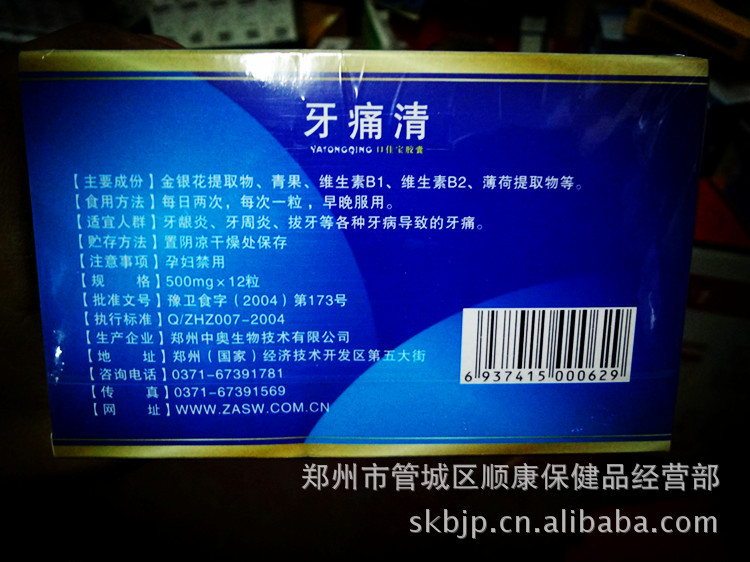 牙痛清
YATONGQING 口佳宝胶囊
【主要成份】金银花提取物、青果、维生素B1、维生素B2、薄荷提取物等。
【食用方法】每日两次，每次一粒，早晚服用。
【适宜人群】牙龈炎、牙周炎、拔牙等各种牙病导致的牙痛。
【贮存方法】置阴凉干燥处保存
【注意事项】孕妇禁用
【规 格】500mg×12粒
【批准文号】豫卫食字（2004）第173号
【执行标准】Q/ZHZ007-2004
【生产企业】郑州中奥生物技术有限公司
【地 址】郑州（国家）经济技术开发区第五大街
【咨询电话】0371-67391781
【传 真】0371-67391569
【网 址】WWW.ZASW.COM.CN
6 937415 000629
郑州市管城区顺康保健品经营部
skbjp.cn.alibaba.com